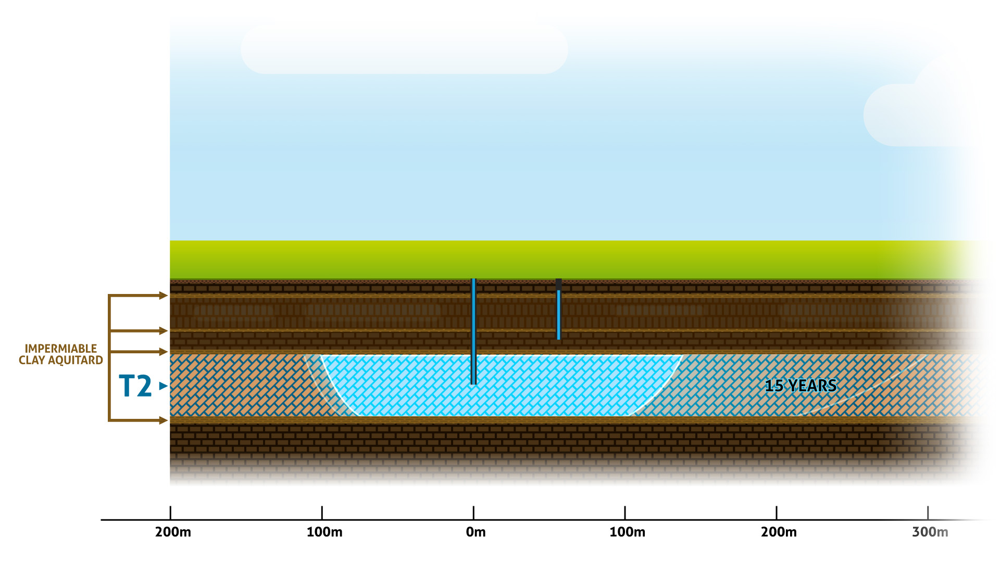 IMPERMIABLE
CLAY AQUITARD
T2
15 YEARS
200m 100m 0m 100m 200m 300m